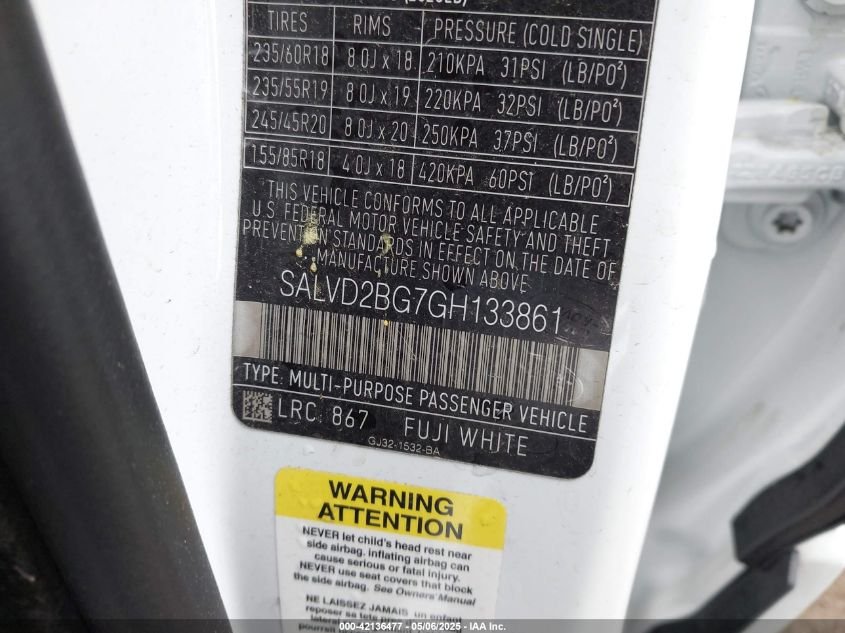 TIRES RIMS PRESSURE (COLD SINGLE)
235/60R18 8.0J x 18 210KPA 31PSI (LB/PO²)
235/55R19 8.0J x 19 220KPA 32PSI (LB/PO²)
245/45R20 8.0J x 20 250KPA 37PSI (LB/PO²)
155/85R18 4.0J x 18 420KPA 60PSI (LB/PO²)
THIS VEHICLE CONFORMS TO ALL APPLICABLE
U.S. FEDERAL MOTOR VEHICLE SAFETY AND THEFT
PREVENTION STANDARDS IN EFFECT ON THE DATE OF
MANUFACTURE SHOWN ABOVE
SALVD2BG7GH133861
TYPE: MULTI-PURPOSE PASSENGER VEHICLE
LRC: 867 FUJI WHITE
GJ32-1532-BA
WARNING
ATTENTION
NEVER let child's head rest near
side airbag. inflating airbag can
cause serious or fatal injury.
NEVER use seat covers that block
the side airbag. See Owners' Manual
NE LAISSEZ JAMAIS un enfant
reposer sa tête
000-42136477 - 05/06/2025 - IAA Inc.